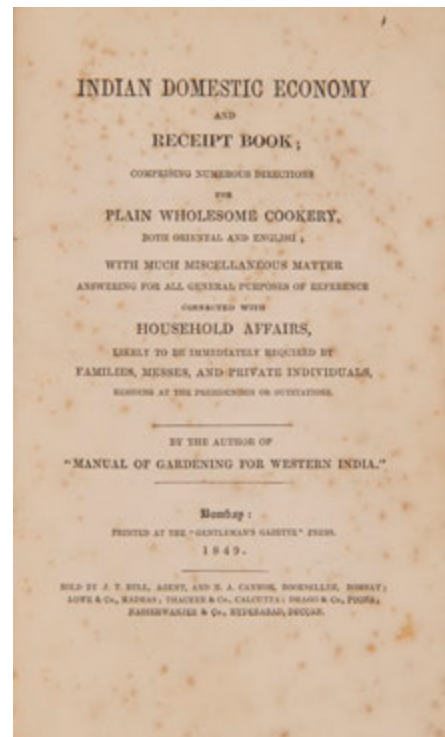 INDIAN DOMESTIC ECONOMY
AND
RECEIPT BOOK;
COMPRISING NUMEROUS DIRECTIONS
FOR
PLAIN WHOLESOME COOKERY,
BOTH ORIENTAL AND ENGLISH;
WITH MUCH MISCELLANEOUS MATTER
ANSWERING FOR ALL GENERAL PURPOSES OF REFERENCE
CONNECTED WITH
HOUSEHOLD AFFAIRS,
LIKELY TO BE IMMEDIATELY REQUIRED BY
FAMILIES, MESSES, AND PRIVATE INDIVIDUALS,
RESIDING AT THE PRESIDENCIES OR OUTSTATIONS.
BY THE AUTHOR OF
"MANUAL OF GARDENING FOR WESTERN INDIA."
Bombay:
PRINTED AT THE "GENTLEMAN'S GAZETTE" PRESS.
1849.
SOLD BY J. T. BULL, AGENT, AND N. A. CANNON, BOOKSELLER, BOMBAY;
LOWE & Co., MADRAS; THACKER & Co., CALCUTTA; DRAGO & Co., POONA;
NASSERWANJEE & Co., HYDERABAD, DECCAN.